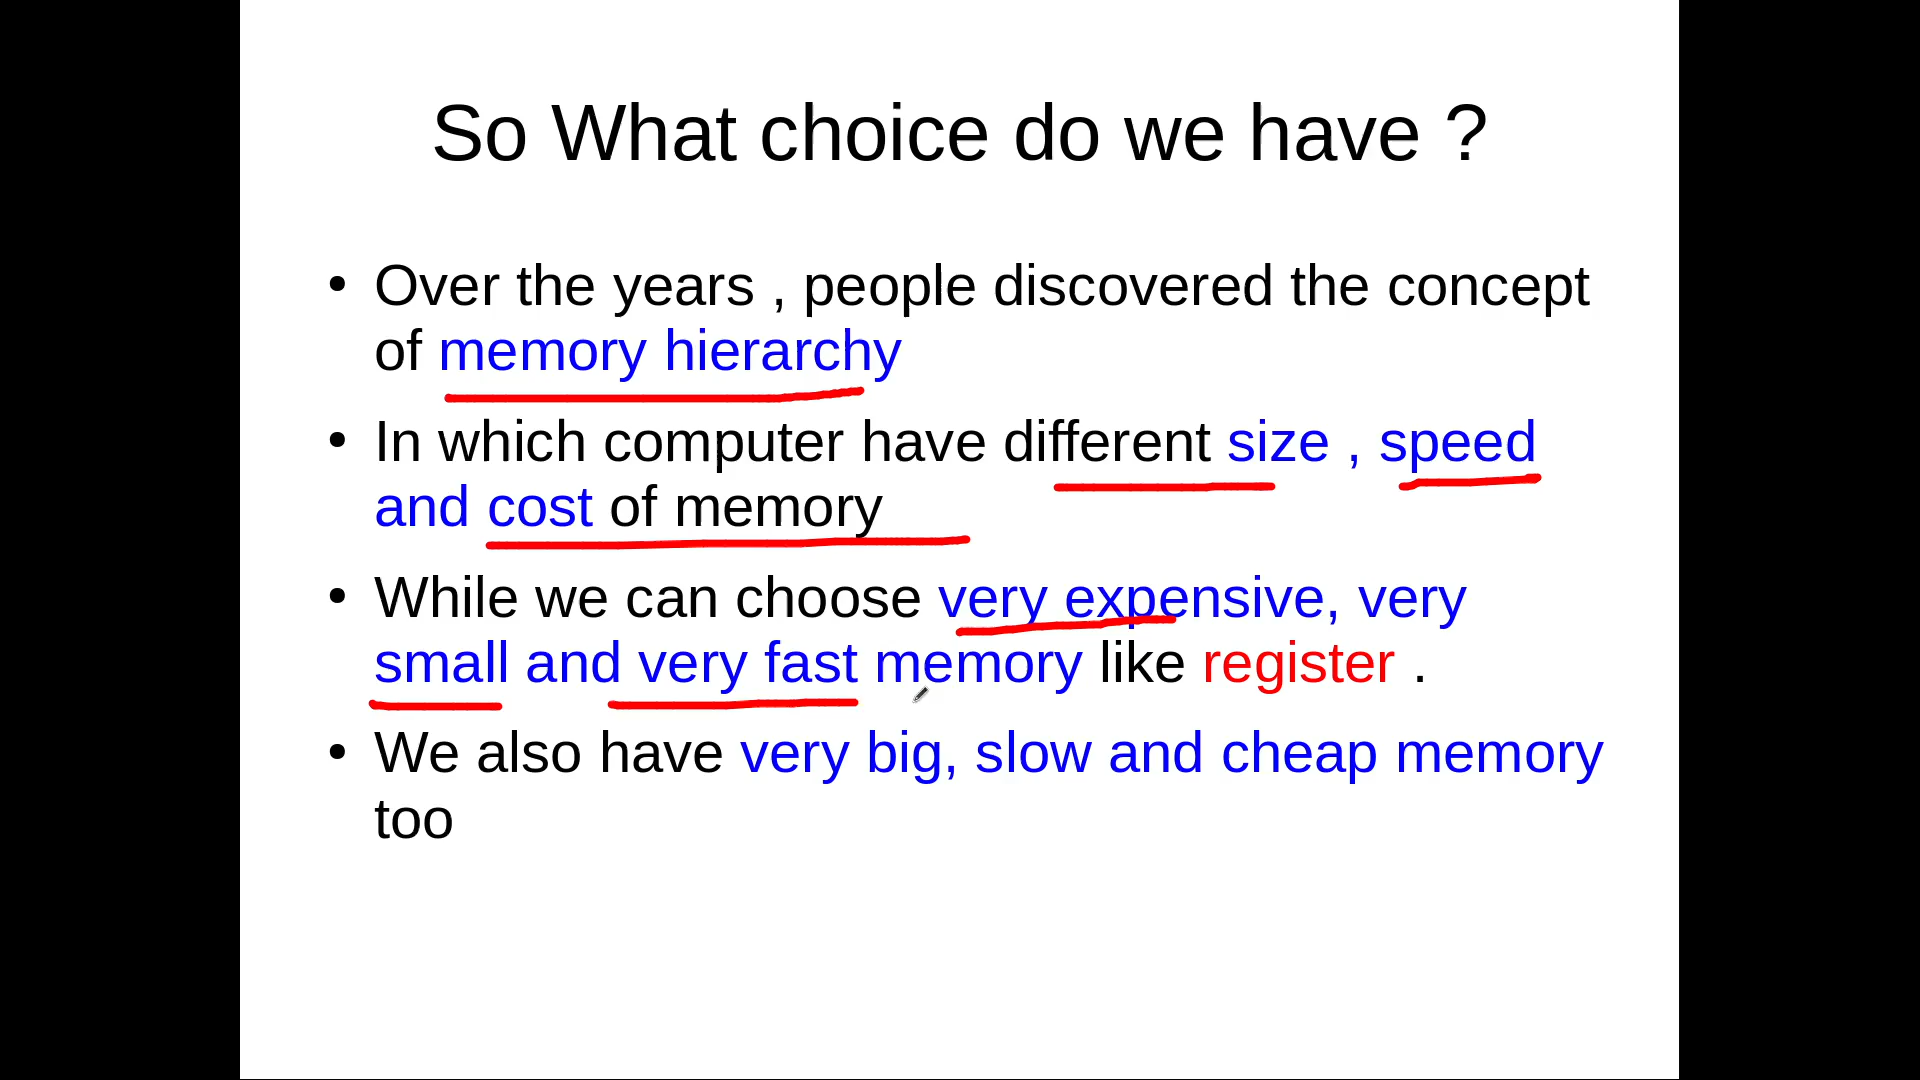 So What choice do we have ?
• Over the years , people discovered the concept
of memory hierarchy
• In which computer have different size , speed
and cost of memory
• While we can choose very expensive, very
small and very fast memory like register .
• We also have very big, slow and cheap memory
too